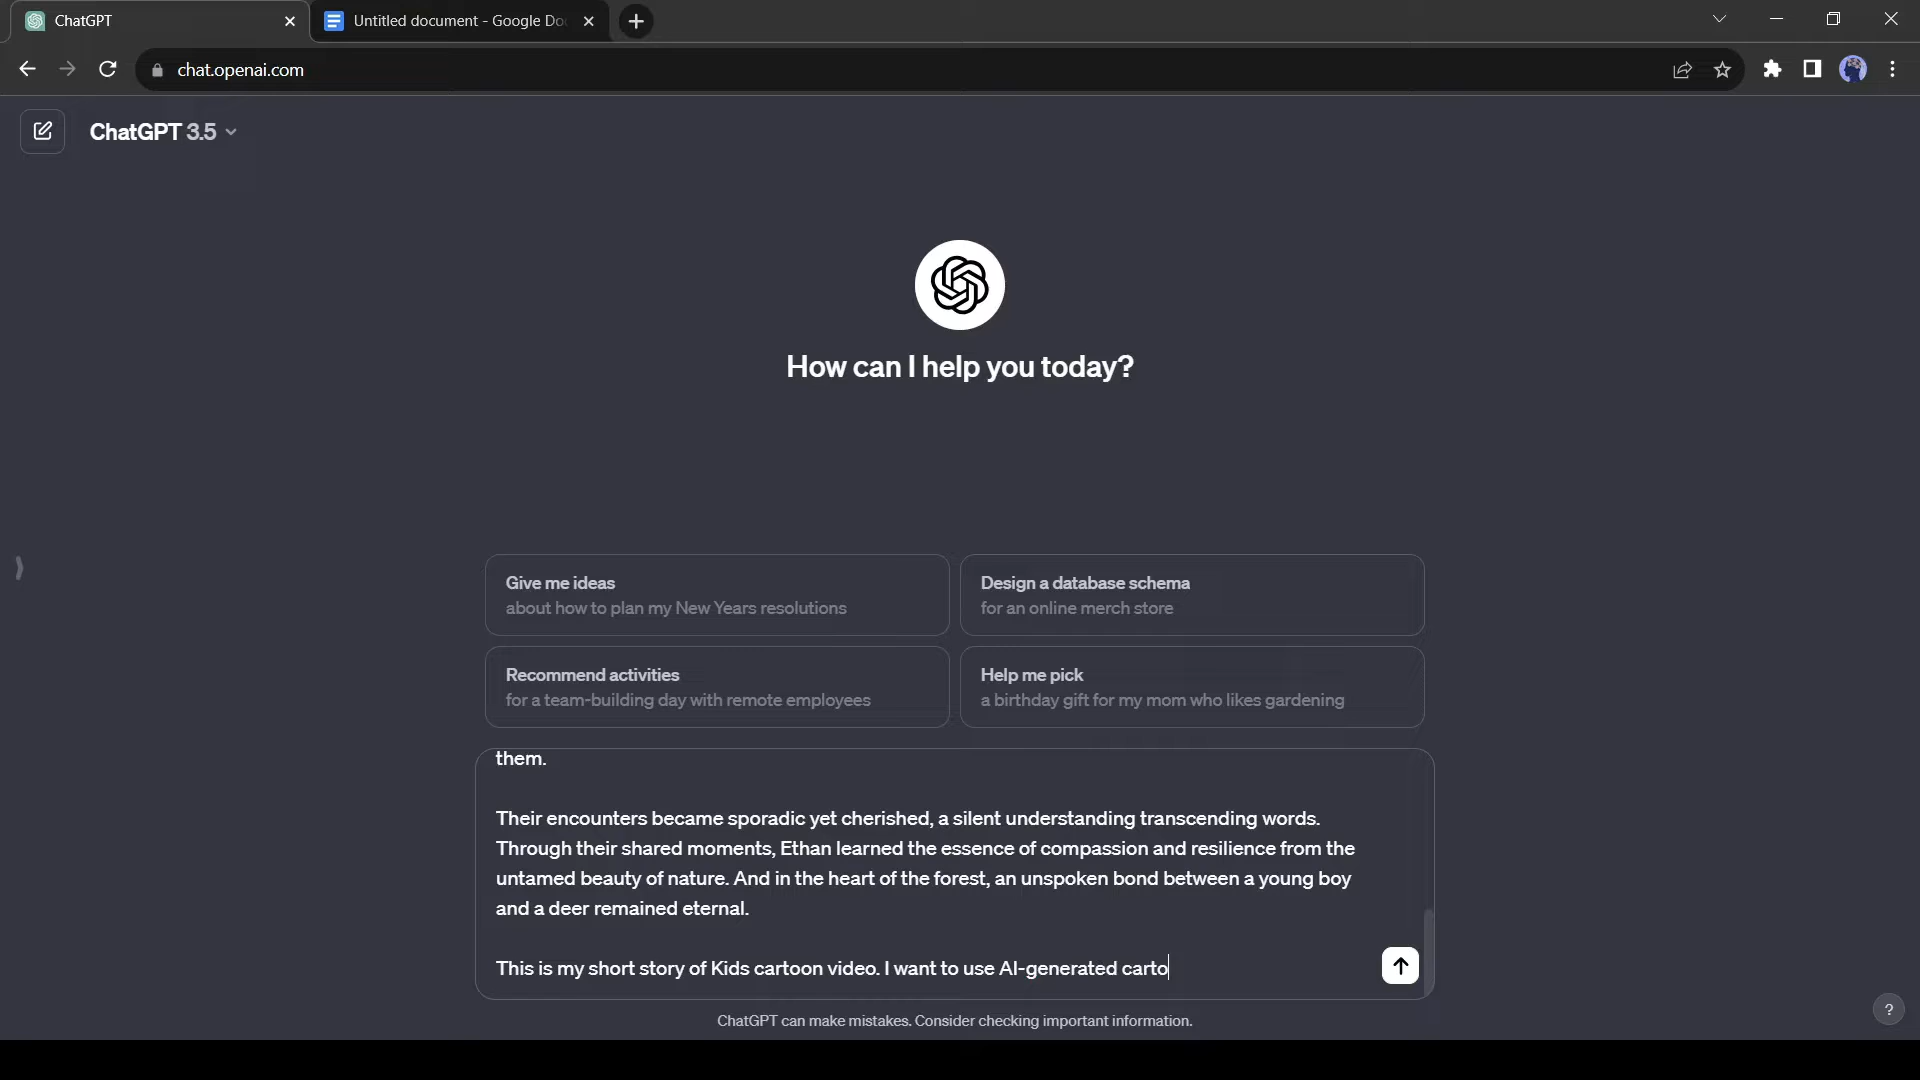 ChatGPT
Untitled document - Google Do
chat.openai.com
ChatGPT 3.5
How can I help you today?
Give me ideas
about how to plan my New Years resolutions
Design a database schema
for an online merch store
Recommend activities
for a team-building day with remote employees
Help me pick
a birthday gift for my mom who likes gardening
them.
Their encounters became sporadic yet cherished, a silent understanding transcending words.
Through their shared moments, Ethan learned the essence of compassion and resilience from the
untamed beauty of nature. And in the heart of the forest, an unspoken bond between a young boy
and a deer remained eternal.
This is my short story of Kids cartoon video. I want to use AI-generated carto
ChatGPT can make mistakes. Consider checking important information.
?